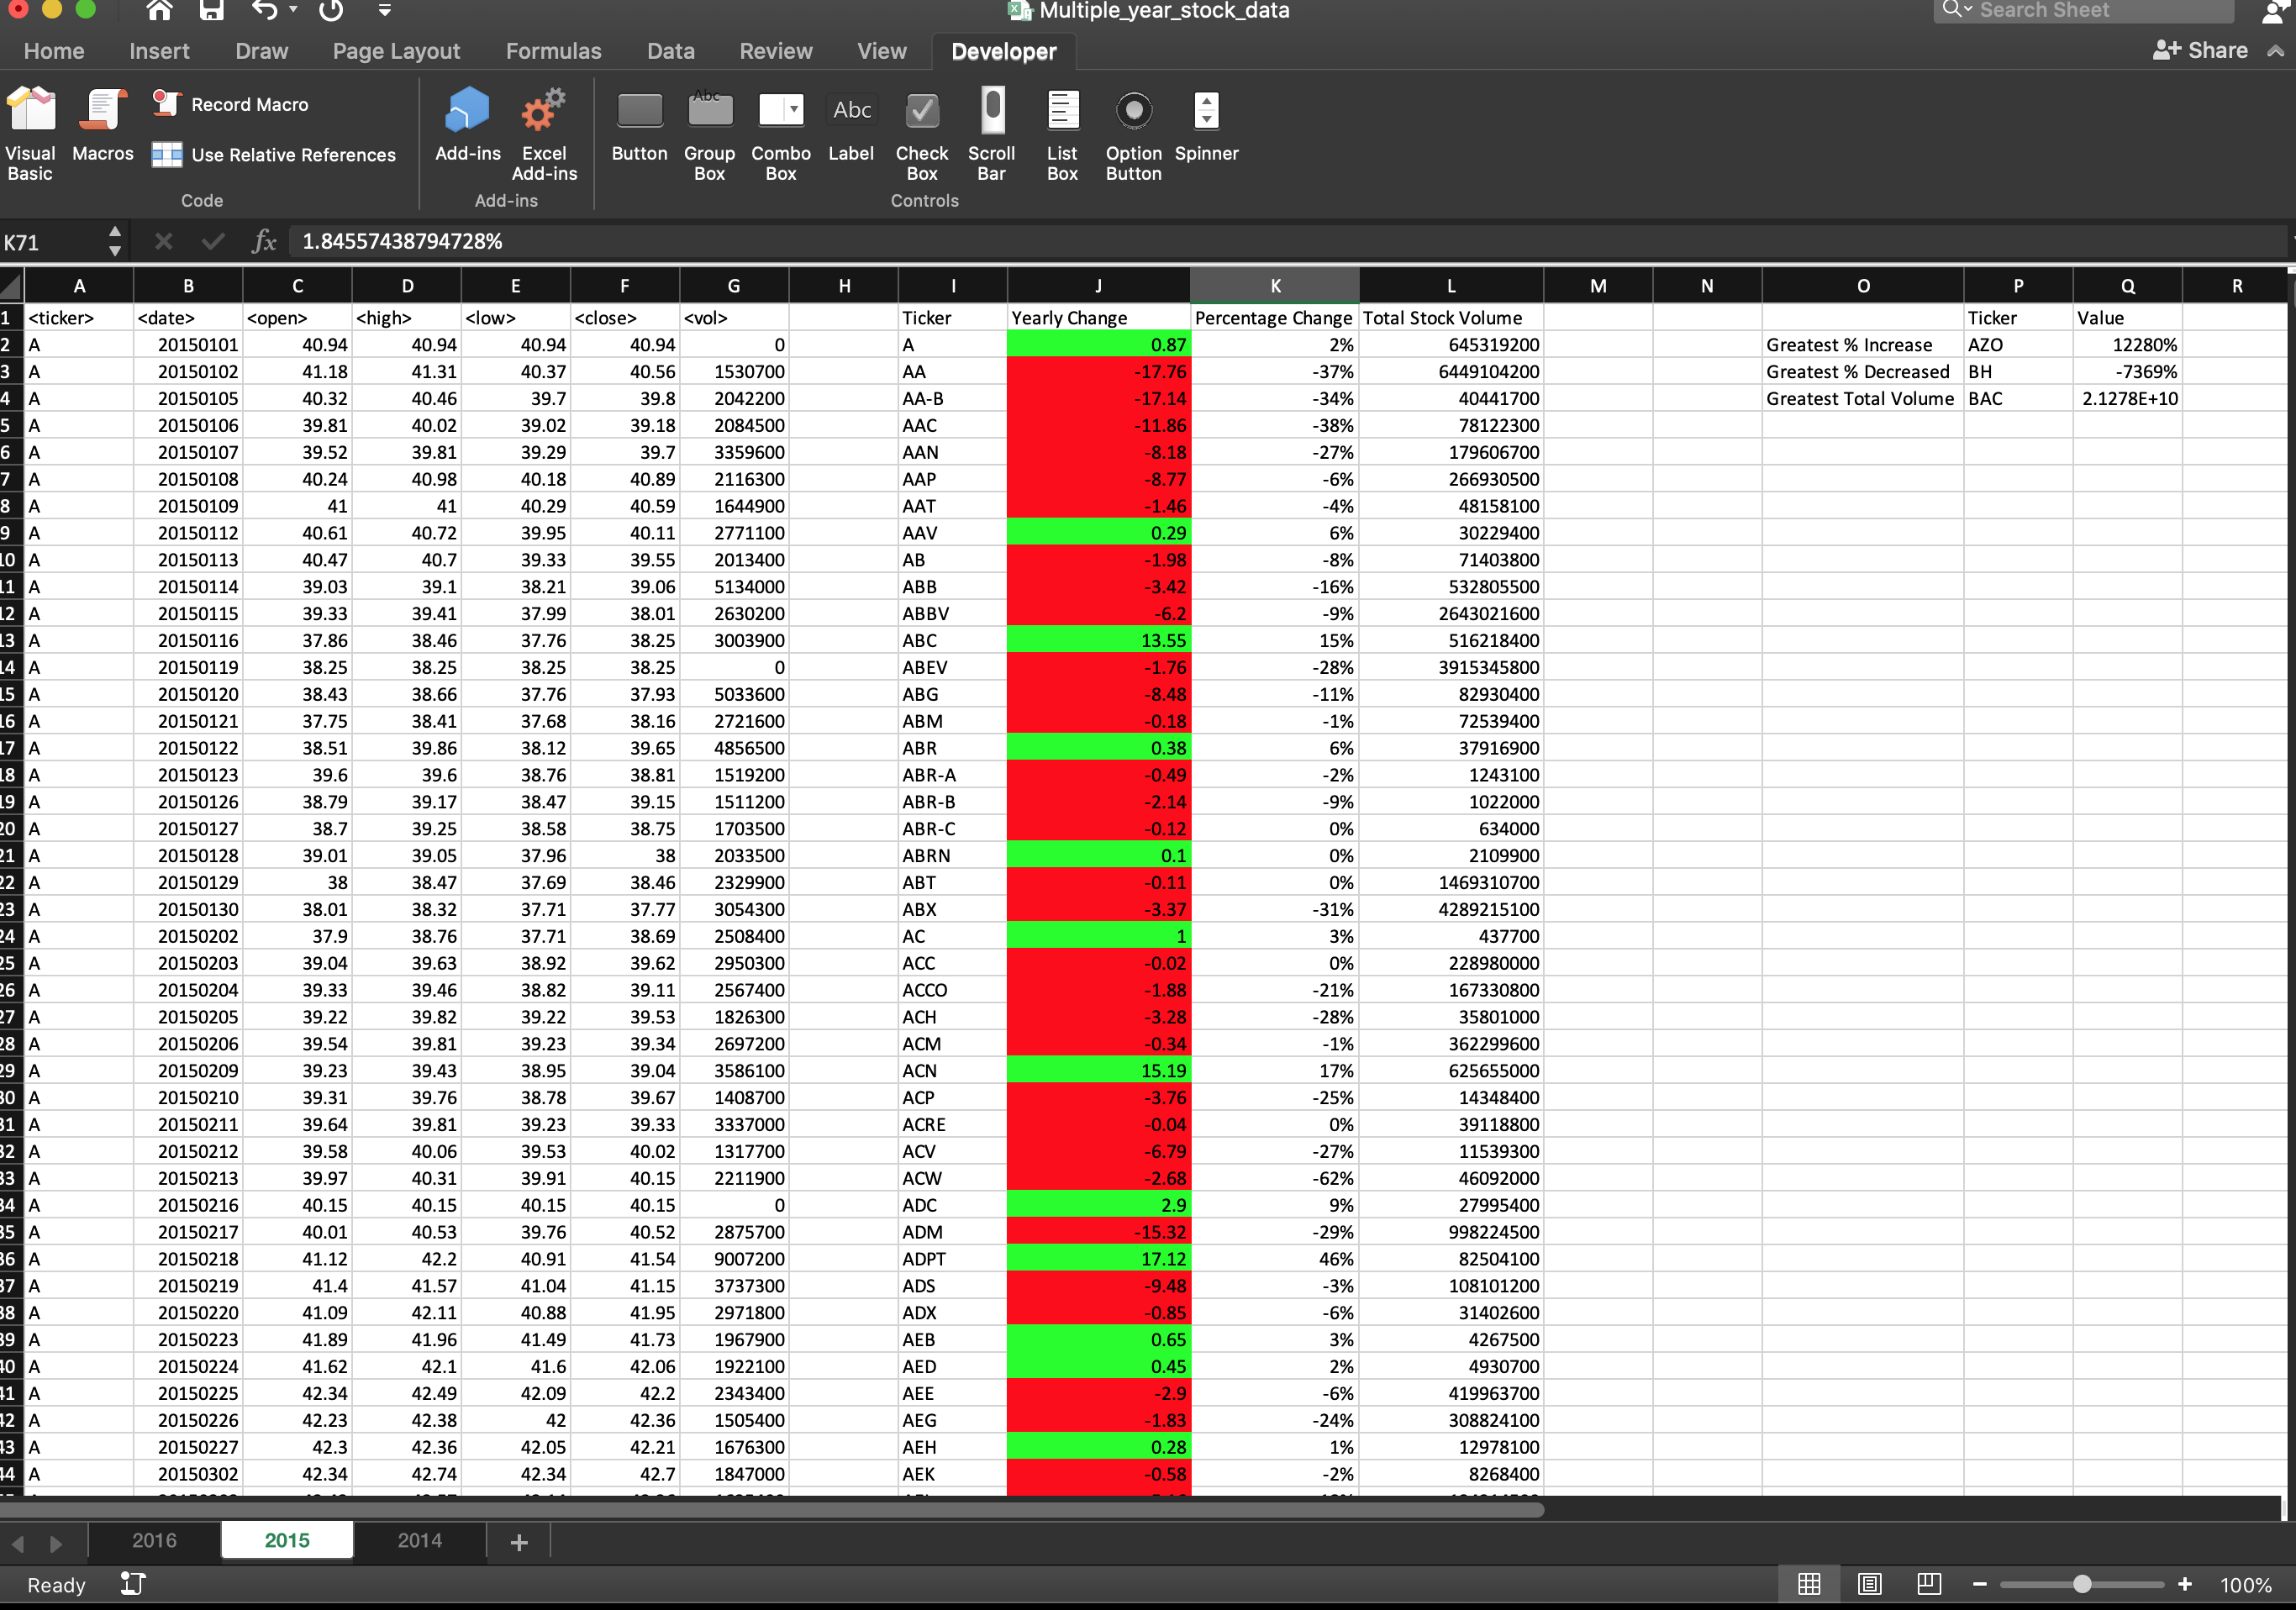 Multiple_year_stock_data
Search Sheet
Home Insert Draw Page Layout Formulas Data Review View Developer Share
Visual Basic Macros Record Macro Use Relative References Code
Add-ins Excel Add-ins Add-ins
Abc Abc
Button Group Box Combo Box Label Check Box Scroll Bar List Box Option Button Spinner Controls
K71 fx 1.84557438794728%
A B C D E F G H I J K L M N O P Q R
1 <ticker> <date> <open> <high> <low> <close> <vol> Ticker Yearly Change Percentage Change Total Stock Volume Ticker Value
2 A 20150101 40.94 40.94 40.94 40.94 0 A 0.87 2% 645319200 Greatest % Increase AZO 12280%
3 A 20150102 41.18 41.31 40.37 40.56 1530700 AA -17.76 -37% 6449104200 Greatest % Decreased BH -7369%
4 A 20150105 40.32 40.46 39.7 39.8 2042200 AA-B -17.14 -34% 40441700 Greatest Total Volume BAC 2.1278E+10
5 A 20150106 39.81 40.02 39.02 39.18 2084500 AAC -11.86 -38% 78122300
6 A 20150107 39.52 39.81 39.29 39.7 3359600 AAN -8.18 -27% 179606700
7 A 20150108 40.24 40.98 40.18 40.89 2116300 AAP -8.77 -6% 266930500
8 A 20150109 41 41 40.29 40.59 1644900 AAT -1.46 -4% 48158100
9 A 20150112 40.61 40.72 39.95 40.11 2771100 AAV 0.29 6% 30229400
10 A 20150113 40.47 40.7 39.33 39.55 2013400 AB -1.98 -8% 71403800
11 A 20150114 39.03 39.1 38.21 39.06 5134000 ABB -3.42 -16% 532805500
12 A 20150115 39.33 39.41 37.99 38.01 2630200 ABBV -6.2 -9% 2643021600
13 A 20150116 37.86 38.46 37.76 38.25 3003900 ABC 13.55 15% 516218400
14 A 20150119 38.25 38.25 38.25 38.25 0 ABEV -1.76 -28% 3915345800
15 A 20150120 38.43 38.66 37.76 37.93 5033600 ABG -8.48 -11% 82930400
16 A 20150121 37.75 38.41 37.68 38.16 2721600 ABM -0.18 -1% 72539400
17 A 20150122 38.51 39.86 38.12 39.65 4856500 ABR 0.38 6% 37916900
18 A 20150123 39.6 39.6 38.76 38.81 1519200 ABR-A -0.49 -2% 1243100
19 A 20150126 38.79 39.17 38.47 39.15 1511200 ABR-B -2.14 -9% 1022000
20 A 20150127 38.7 39.25 38.58 38.75 1703500 ABR-C -0.12 0% 634000
21 A 20150128 39.01 39.05 37.96 38 2033500 ABRN 0.1 0% 2109900
22 A 20150129 38 38.47 37.69 38.46 2329900 ABT -0.11 0% 1469310700
23 A 20150130 38.01 38.32 37.71 37.77 3054300 ABX -3.37 -31% 4289215100
24 A 20150202 37.9 38.76 37.71 38.69 2508400 AC 1 3% 437700
25 A 20150203 39.04 39.63 38.92 39.62 2950300 ACC -0.02 0% 228980000
26 A 20150204 39.33 39.46 38.82 39.11 2567400 ACCO -1.88 -21% 167330800
27 A 20150205 39.22 39.82 39.22 39.53 1826300 ACH -3.28 -28% 35801000
28 A 20150206 39.54 39.81 39.23 39.34 2697200 ACM -0.34 -1% 362299600
29 A 20150209 39.23 39.43 38.95 39.04 3586100 ACN 15.19 17% 625655000
30 A 20150210 39.31 39.76 38.78 39.67 1408700 ACP -3.76 -25% 14348400
31 A 20150211 39.64 39.81 39.23 39.33 3337000 ACRE -0.04 0% 39118800
32 A 20150212 39.58 40.06 39.53 40.02 1317700 ACV -6.79 -27% 11539300
33 A 20150213 39.97 40.31 39.91 40.15 2211900 ACW -2.68 -62% 46092000
34 A 20150216 40.15 40.15 40.15 40.15 0 ADC 2.9 9% 27995400
35 A 20150217 40.01 40.53 39.76 40.52 2875700 ADM -15.32 -29% 998224500
36 A 20150218 41.12 42.2 40.91 41.54 9007200 ADPT 17.12 46% 82504100
37 A 20150219 41.4 41.57 41.04 41.15 3737300 ADS -9.48 -3% 108101200
38 A 20150220 41.09 42.11 40.88 41.95 2971800 ADX -0.85 -6% 31402600
39 A 20150223 41.89 41.96 41.49 41.73 1967900 AEB 0.65 3% 4267500
40 A 20150224 41.62 42.1 41.6 42.06 1922100 AED 0.45 2% 4930700
41 A 20150225 42.34 42.49 42.09 42.2 2343400 AEE -2.9 -6% 419963700
42 A 20150226 42.23 42.38 42 42.36 1505400 AEG -1.83 -24% 308824100
43 A 20150227 42.3 42.36 42.05 42.21 1676300 AEH 0.28 1% 12978100
44 A 20150302 42.34 42.74 42.34 42.7 1847000 AEK -0.58 -2% 8268400
2016 2015 2014 +
Ready 100%